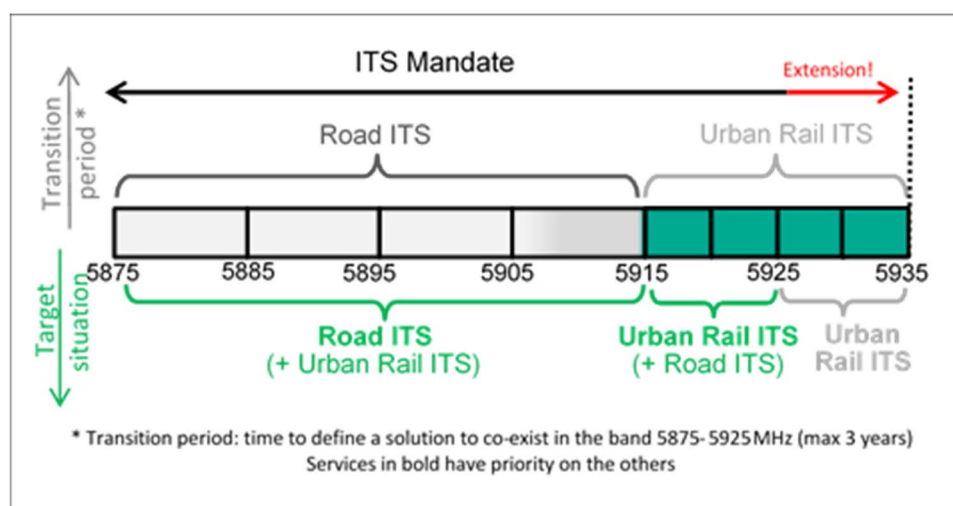 ITS Mandate
Extension!
Transition
period *
Road ITS
Urban Rail ITS
5875
5885
5895
5905
5915
5925
5935
Target
situation
Road ITS
(+ Urban Rail ITS)
Urban Rail ITS
(+ Road ITS)
Urban
Rail ITS
* Transition period: time to define a solution to co-exist in the band 5875- 5925 MHz (max 3 years)
Services in bold have priority on the others